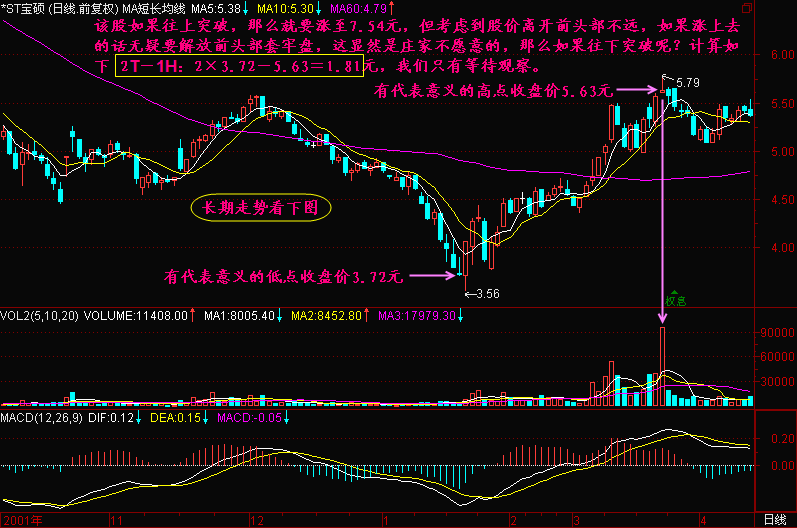 *ST宝硕 (日线.前复权) MA短长均线 MA5:5.38↓ MA10:5.30↓ MA60:4.79↑
该股如果往上突破，那么就要涨至7.54元，但考虑到股价离开前头部不远，如果涨上去
的话无疑要解放前头部套牢盘，这显然是庄家不愿意的，那么如果往下突破呢？计算如
下 2T－1H：2×3.72－5.63＝1.81元，我们只有等待观察。
6.00
5.79
有代表意义的高点收盘价5.63元
5.50
5.00
长期走势看下图
4.50
4.00
有代表意义的低点收盘价3.72元
←3.56
权息
VOL2(5,10,20) VOLUME:11408.00↑ MA1:8005.40↓ MA2:8452.80↑ MA3:17979.30↓
90000
60000
30000
MACD(12,26,9) DIF:0.12↓ DEA:0.15↓ MACD:-0.05↓
0.20
0.00
2001年 11 12 1 2 3 4 日线